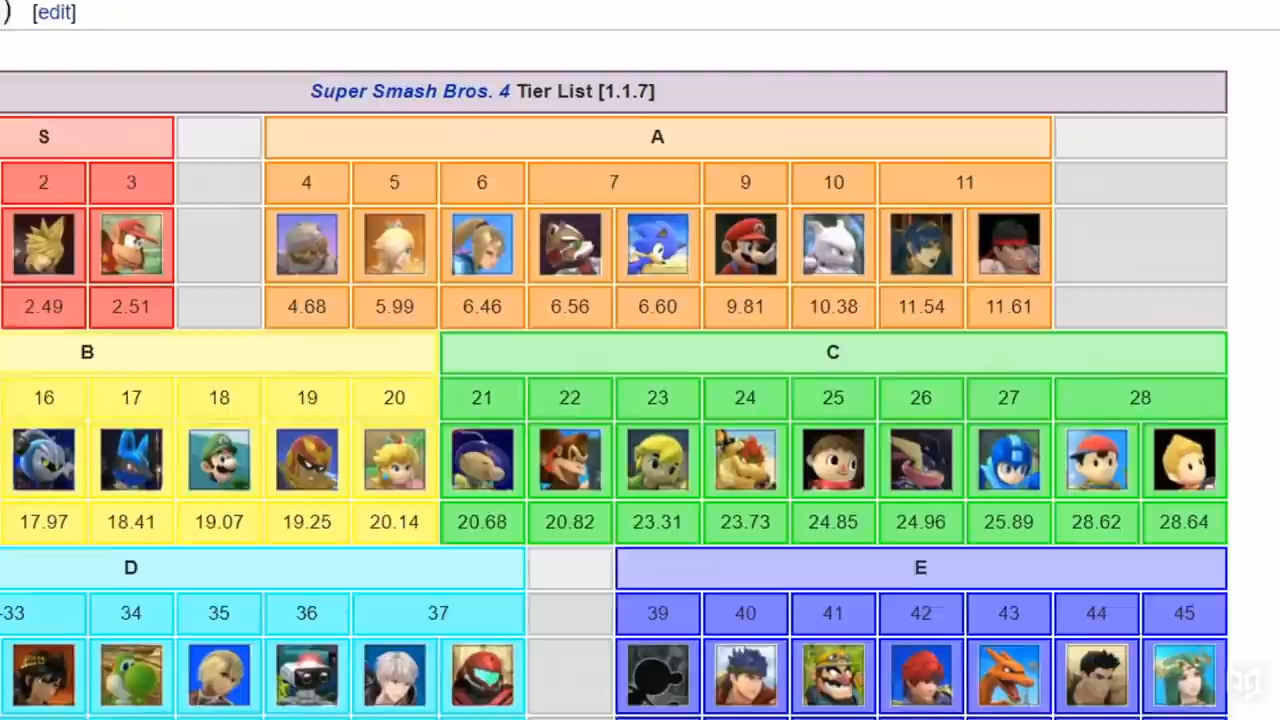 ) [edit]
Super Smash Bros. 4 Tier List [1.1.7]
S A
2 3 4 5 6 7 9 10 11
2.49 2.51 4.68 5.99 6.46 6.56 6.60 9.81 10.38 11.54 11.61
B C
16 17 18 19 20 21 22 23 24 25 26 27 28
17.97 18.41 19.07 19.25 20.14 20.68 20.82 23.31 23.73 24.85 24.96 25.89 28.62 28.64
D E
-33 34 35 36 37 39 40 41 42 43 44 45